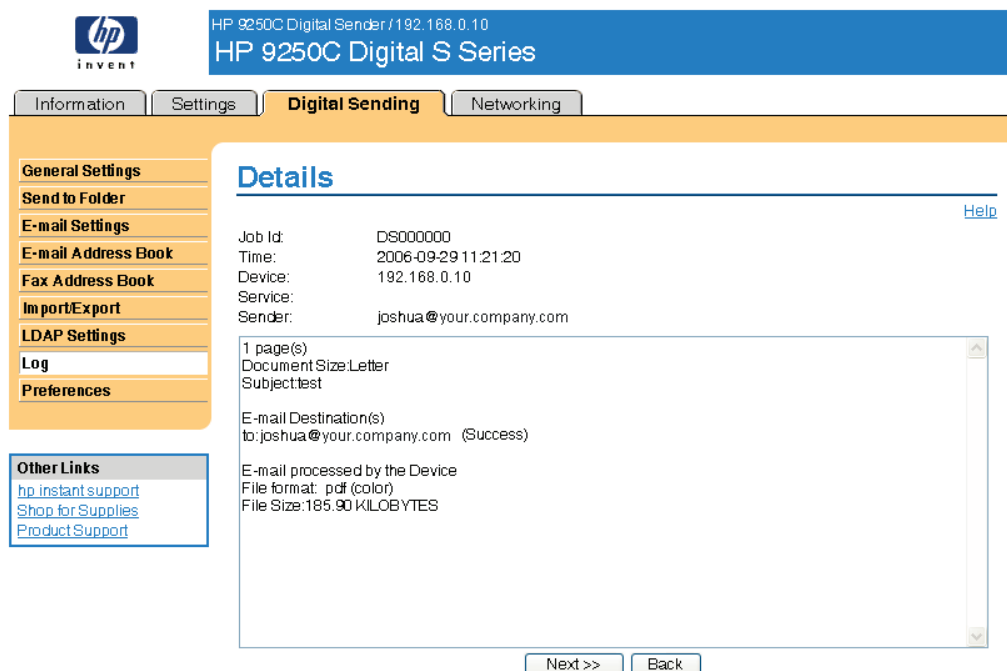 hp
invent
HP 9250C Digital Sender / 192.168.0.10
HP 9250C Digital S Series
Information
Settings
Digital Sending
Networking
General Settings
Send to Folder
E-mail Settings
E-mail Address Book
Fax Address Book
Import/Export
LDAP Settings
Log
Preferences
Other Links
hp instant support
Shop for Supplies
Product Support
Details
Help
Job Id: DS000000
Time: 2006-09-29 11:21:20
Device: 192.168.0.10
Service:
Sender: joshua@your.company.com
1 page(s)
Document Size:Letter
Subject:test
E-mail Destination(s)
to:joshua@your.company.com (Success)
E-mail processed by the Device
File format: pdf (color)
File Size:185.90 KILOBYTES
Next >>
Back